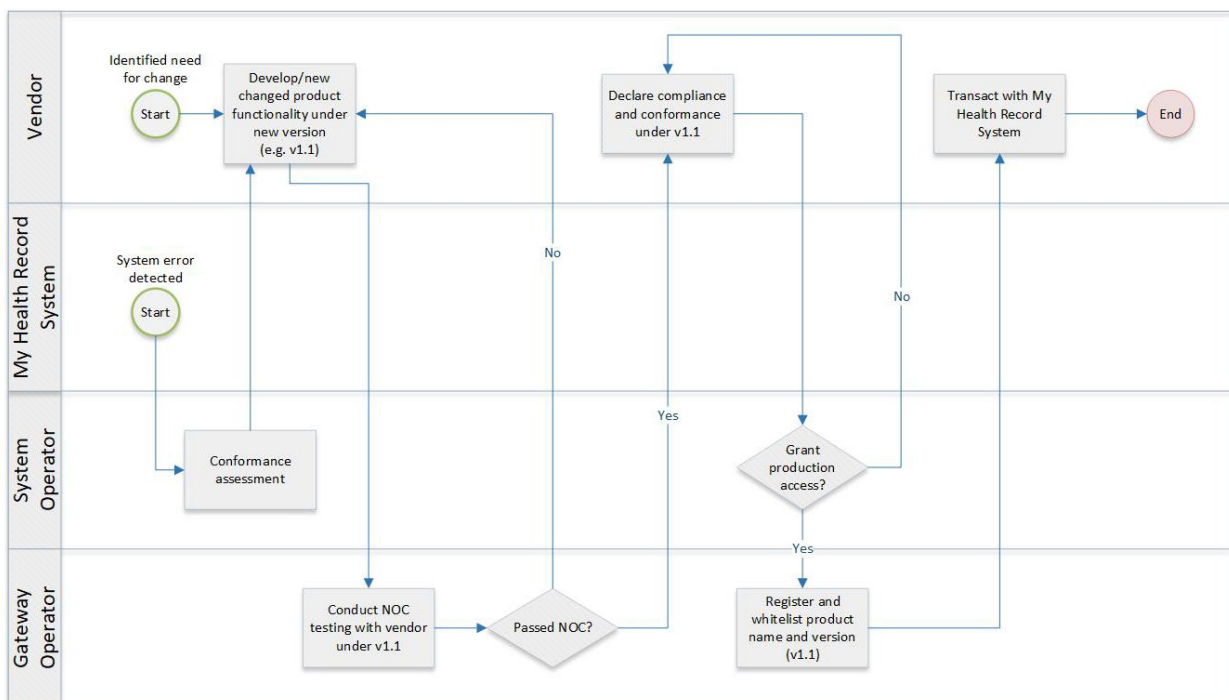 Vendor
Identified need
for change
Start
Develop/new
changed product
functionality under
new version
(e.g. v1.1)
Declare compliance
and conformance
under v1.1
Transact with My
Health Record
System
End
My Health Record
System
System error
detected
Start
No
No
System
Operator
Conformance
assessment
Yes
Grant
production
access?
Yes
Gateway
Operator
Conduct NOC
testing with vendor
under v1.1
Passed NOC?
Register and
whitelist product
name and version
(v1.1)